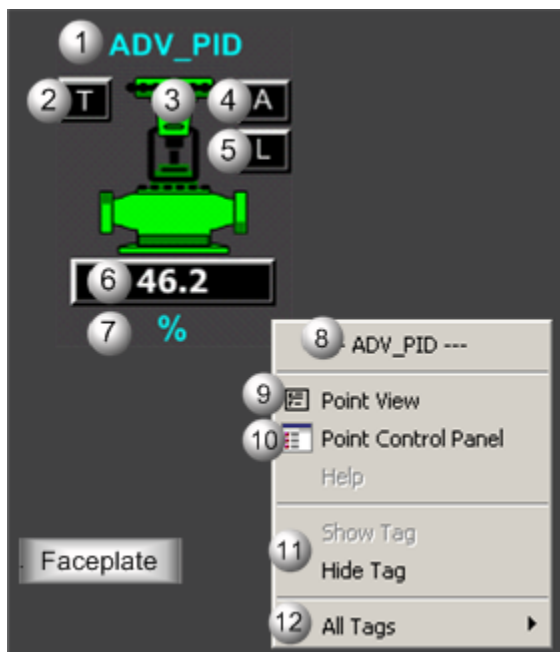 1 ADV_PID
2 T 3 4 A
5 L
6 46.2
7 %
8 - ADV_PID ---
9 Point View
10 Point Control Panel
Help
Show Tag
11
Hide Tag
12 All Tags
Faceplate